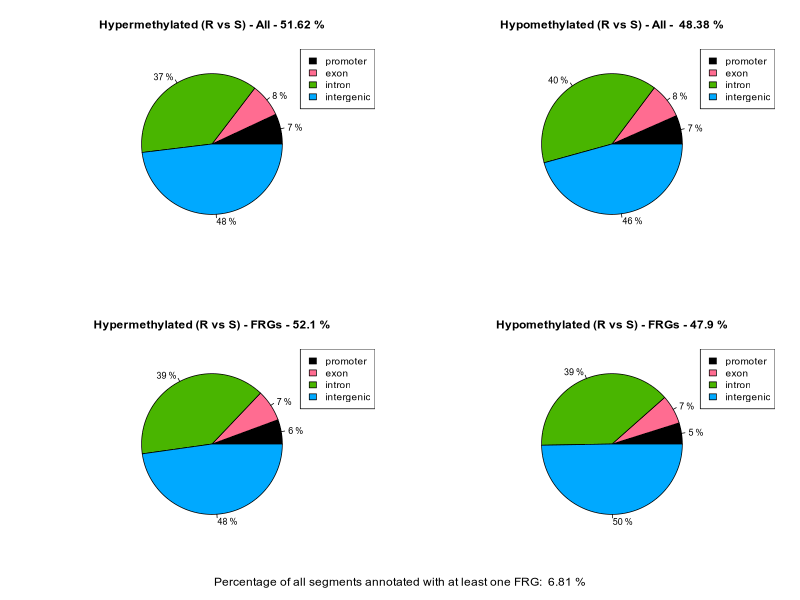 Hypermethylated (R vs S) - All - 51.62 %
promoter
exon
intron
intergenic
37 %
8 %
7 %
48 %
Hypomethylated (R vs S) - All -  48.38 %
promoter
exon
intron
intergenic
40 %
8 %
7 %
46 %
Hypermethylated (R vs S) - FRGs - 52.1 %
promoter
exon
intron
intergenic
39 %
7 %
6 %
48 %
Hypomethylated (R vs S) - FRGs - 47.9 %
promoter
exon
intron
intergenic
39 %
7 %
5 %
50 %
Percentage of all segments annotated with at least one FRG:  6.81 %